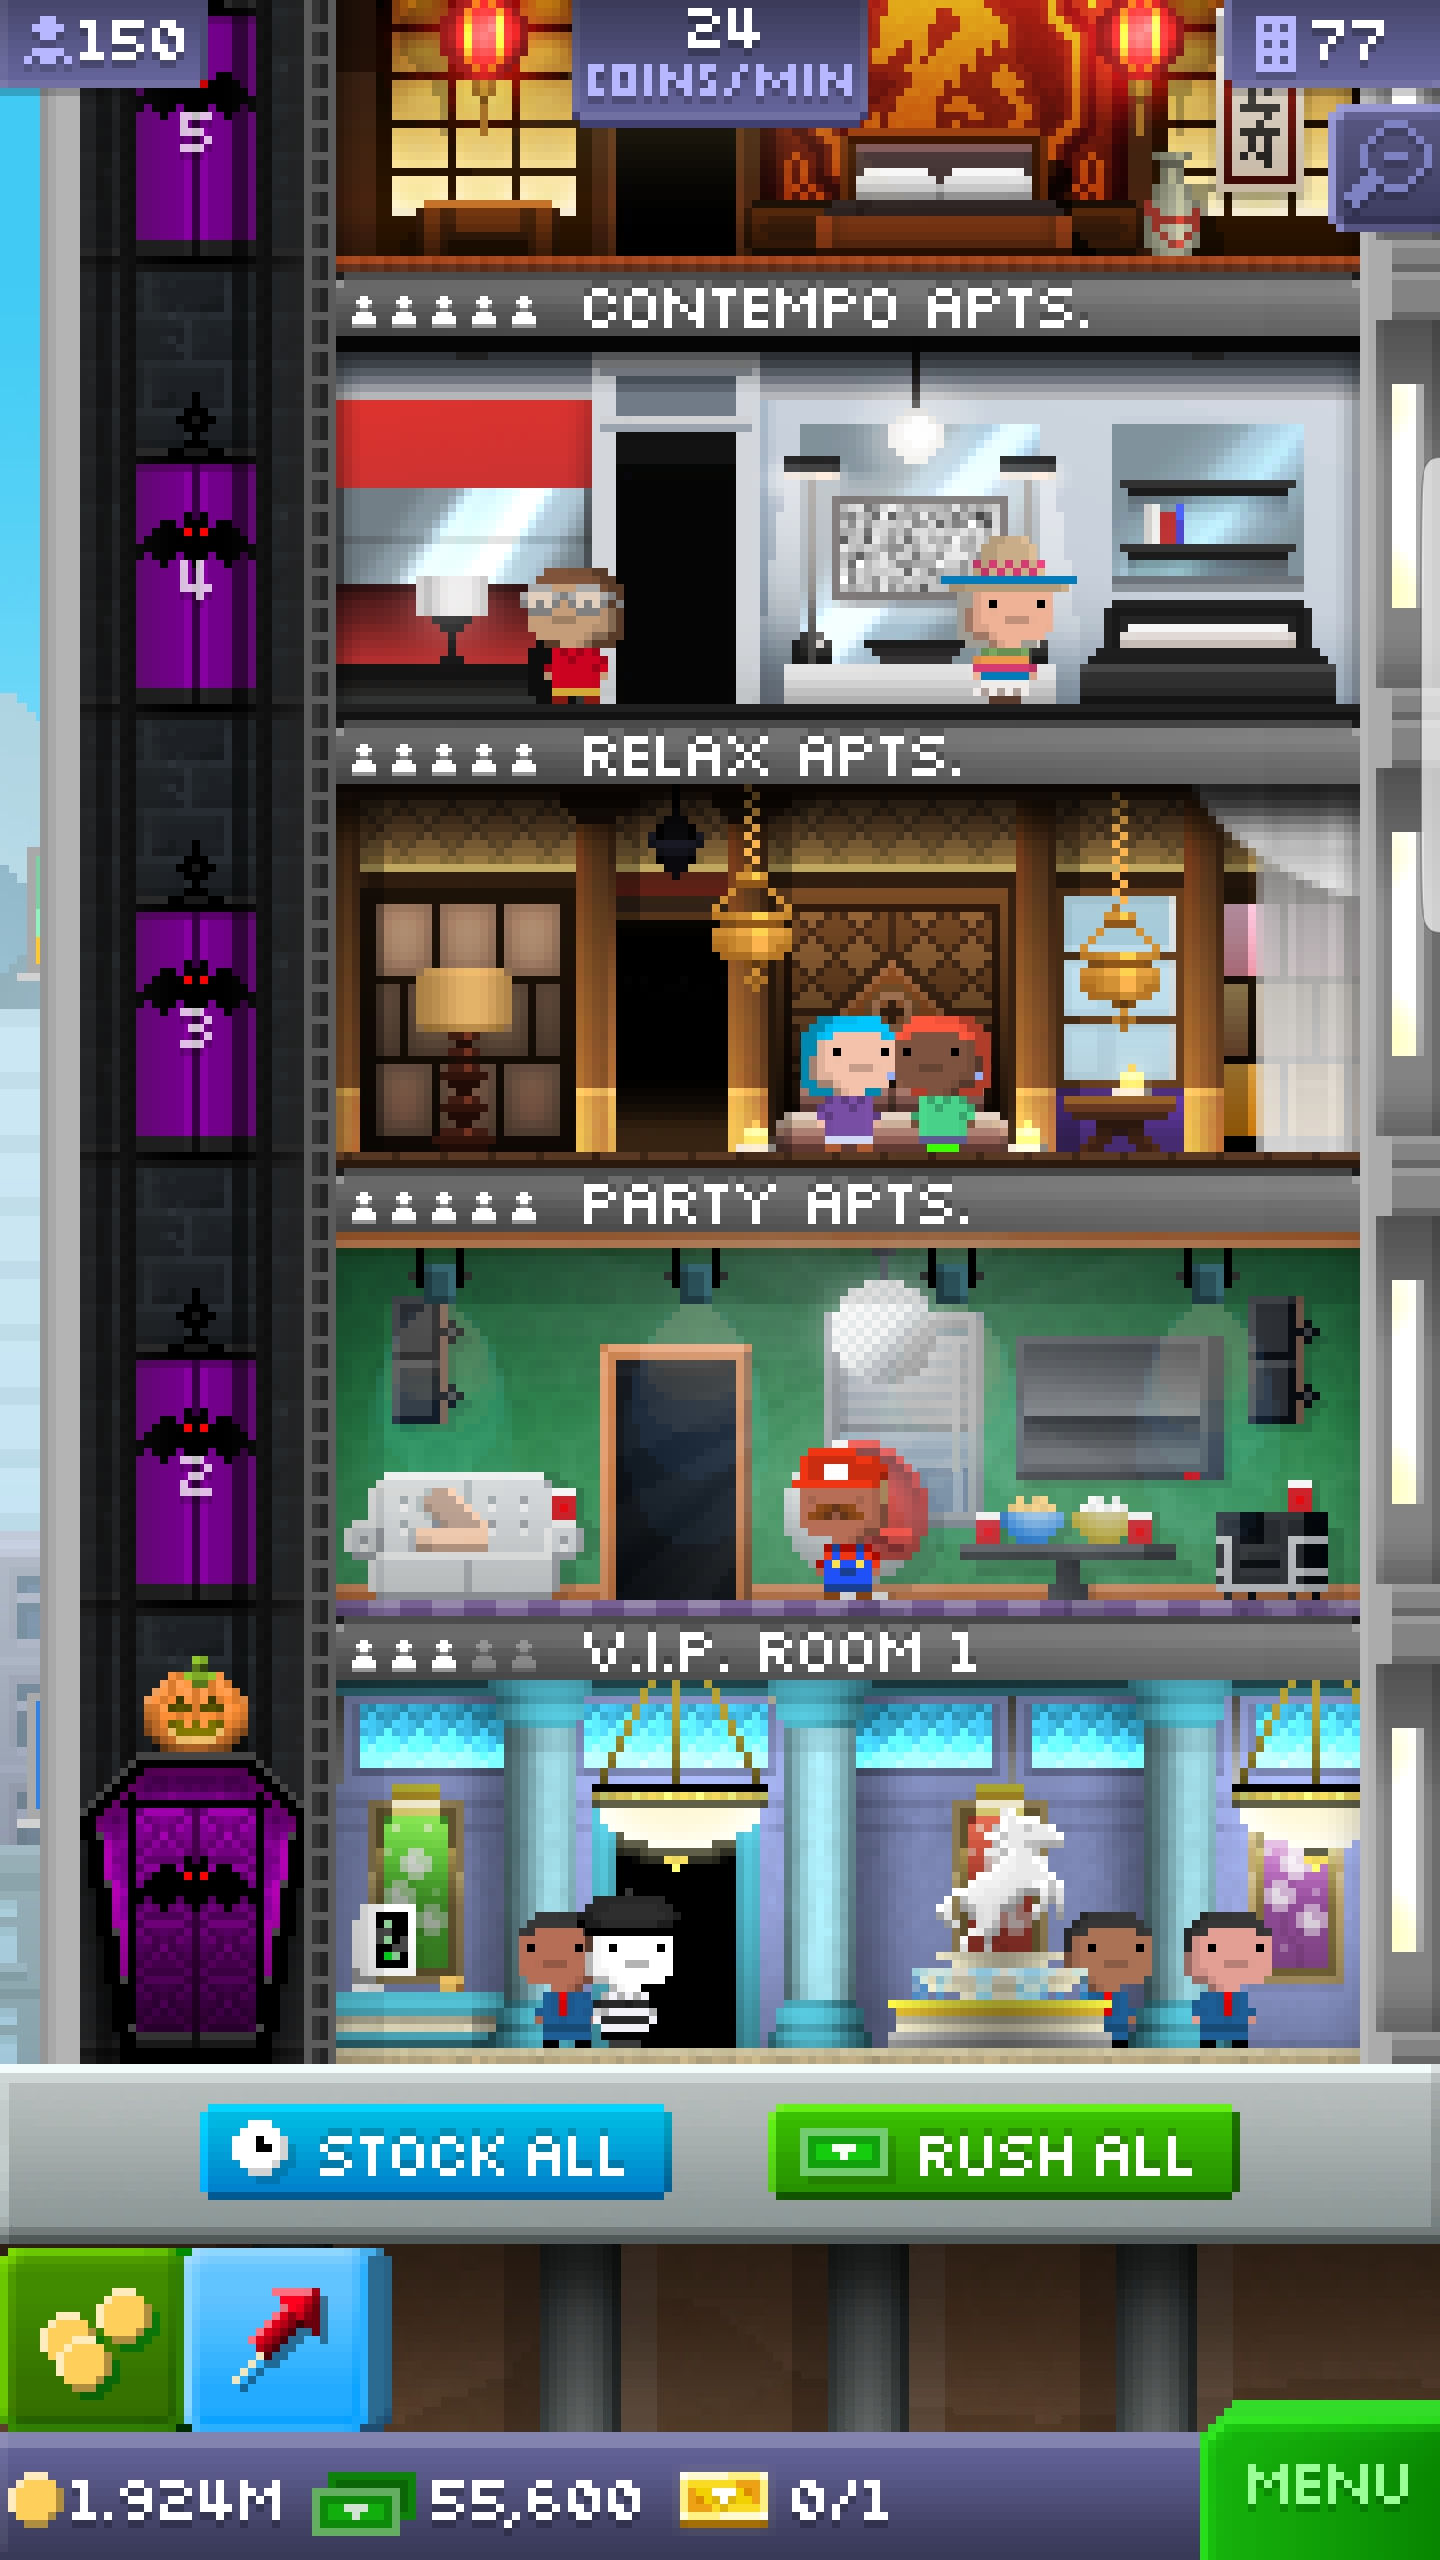 150
24
COINS/MIN
77
5
CONTEMPO APTS.
4
RELAX APTS.
3
PARTY APTS.
2
V.I.P. ROOM 1
STOCK ALL
RUSH ALL
1.924M
55,600
0/1
MENU